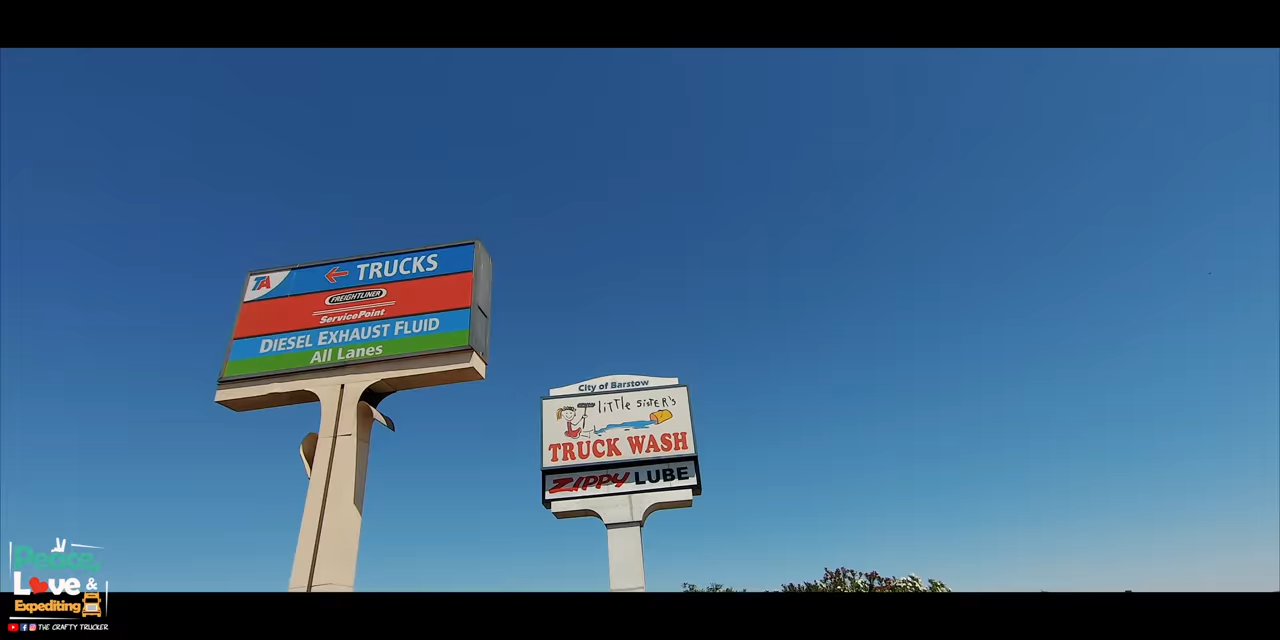 TA
TRUCKS
FREIGHTLINER
ServicePoint
DIESEL EXHAUST FLUID
All Lanes
City of Barstow
LITTLE SISTER'S
TRUCK WASH
ZIPPY LUBE
Peace,
Love &
Expediting
THE CRAFTY TRUCKER